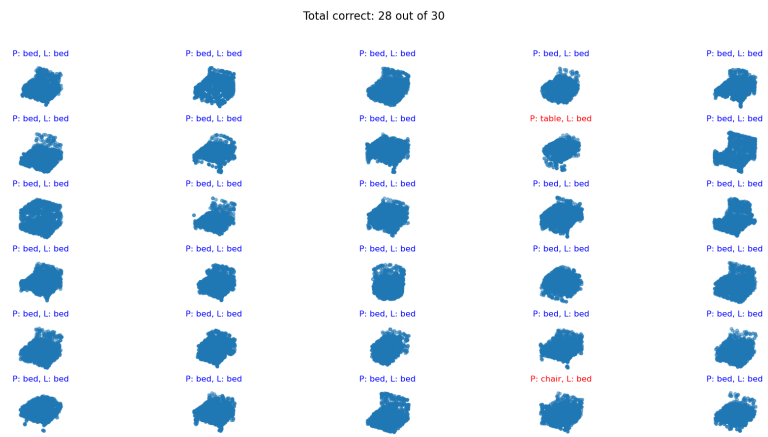 Total correct: 28 out of 30
P: bed, L: bed P: bed, L: bed P: bed, L: bed P: bed, L: bed P: bed, L: bed
P: bed, L: bed P: bed, L: bed P: bed, L: bed P: table, L: bed P: bed, L: bed
P: bed, L: bed P: bed, L: bed P: bed, L: bed P: bed, L: bed P: bed, L: bed
P: bed, L: bed P: bed, L: bed P: bed, L: bed P: bed, L: bed P: bed, L: bed
P: bed, L: bed P: bed, L: bed P: bed, L: bed P: bed, L: bed P: bed, L: bed
P: bed, L: bed P: bed, L: bed P: bed, L: bed P: chair, L: bed P: bed, L: bed